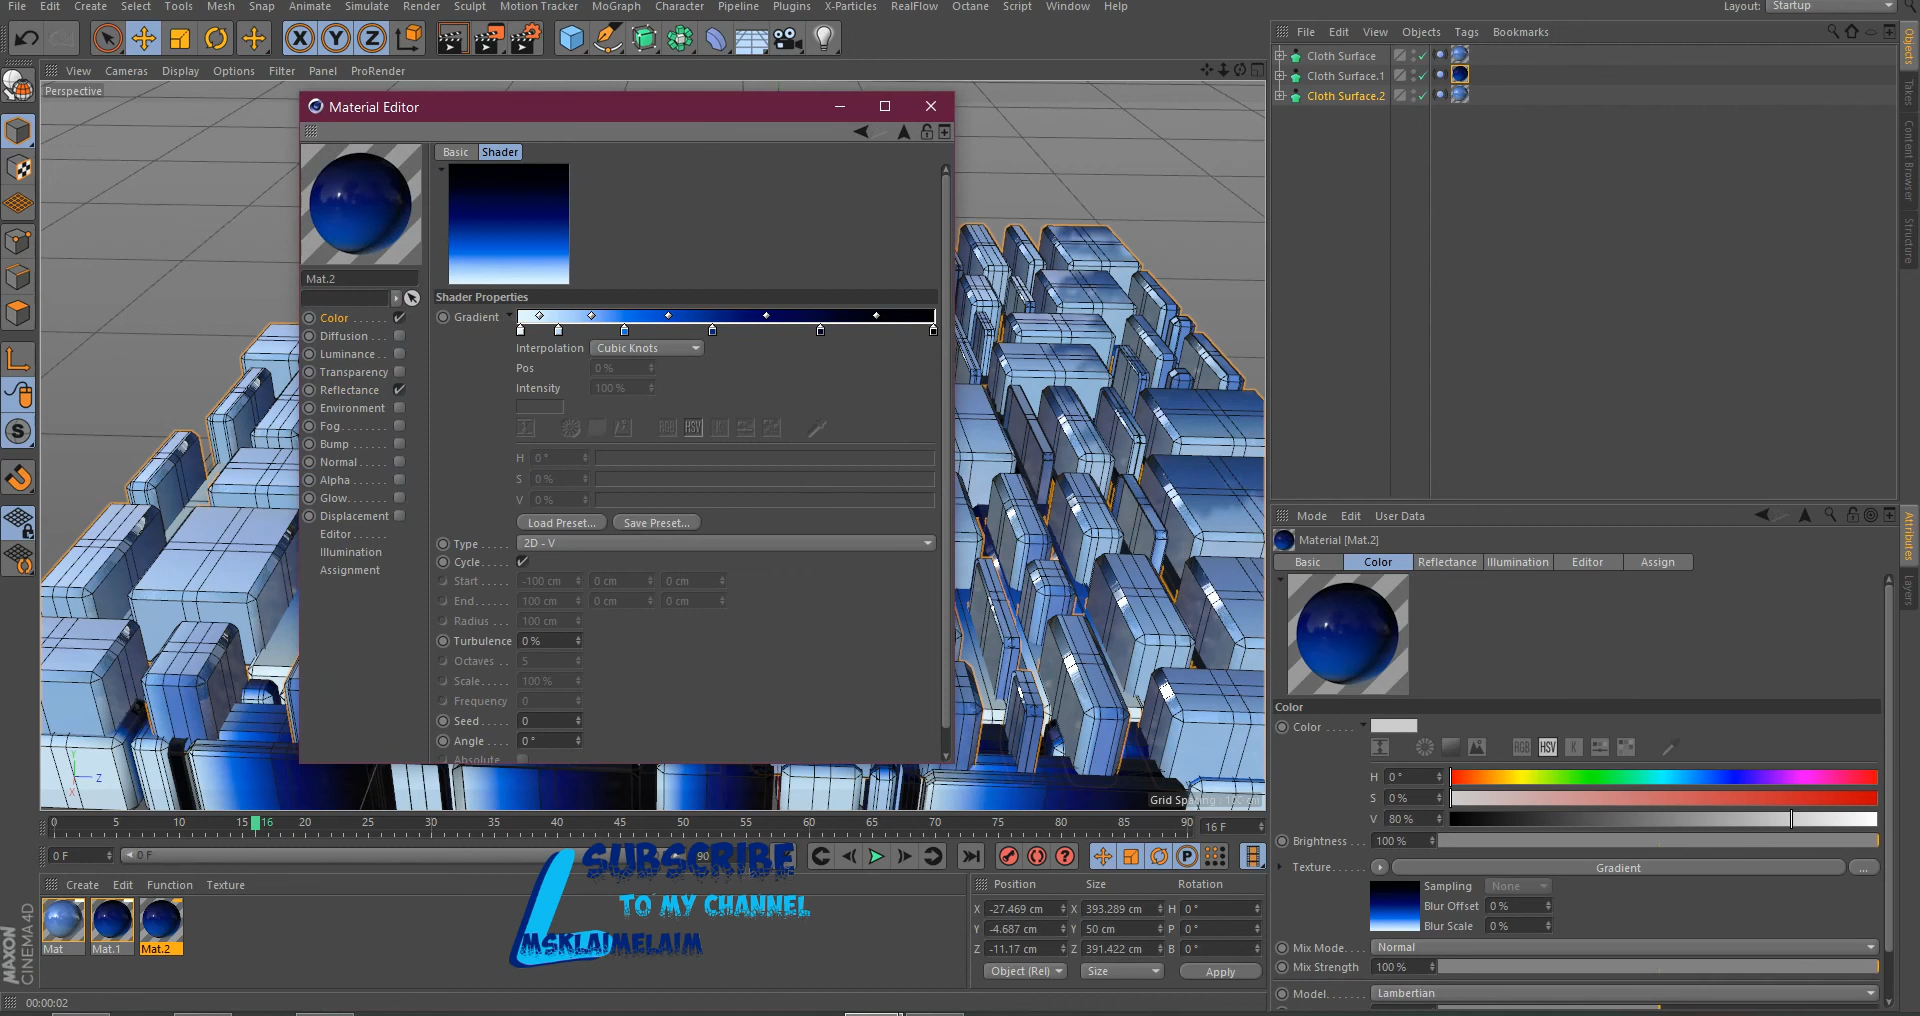 File Edit Create Select Tools Mesh Snap Animate Simulate Render Sculpt Motion Tracker MoGraph Character Pipeline Plugins X-Particles RealFlow Octane Script Window Help
Layout: Startup
View Cameras Display Options Filter Panel ProRender
Perspective
Material Editor
Mat.2
Color
Diffusion
Luminance
Transparency
Reflectance
Environment
Fog
Bump
Normal
Alpha
Glow
Displacement
Editor
Illumination
Assignment
Basic Shader
Shader Properties
Gradient
Interpolation Cubic Knots
Pos 0 %
Intensity 100 %
RGB HSV K
H 0 °
S 0 %
V 0 %
Load Preset... Save Preset...
Type 2D - V
Cycle
Start -100 cm 0 cm 0 cm
End 100 cm 0 cm 0 cm
Radius 100 cm
Turbulence 0 %
Octaves 5
Scale 100 %
Frequency 0
Seed 0
Angle 0 °
Absolute
File Edit View Objects Tags Bookmarks
Cloth Surface
Cloth Surface.1
Cloth Surface.2
Objects
Takes
Content Browser
Structure
Mode Edit User Data
Material [Mat.2]
Basic Color Reflectance Illumination Editor Assign
Color
Color
RGB HSV K
H 0 °
S 0 %
V 80 %
Brightness 100 %
Texture Gradient ...
Sampling None
Blur Offset 0 %
Blur Scale 0 %
Mix Mode Normal
Mix Strength 100 %
Model Lambertian
Attributes
Layers
Y
Z
X
0 5 10 15 16 20 25 30 35 40 45 50 55 60 65 70 75 80 85 90
16 F
0 F 0 F 90
SUBSCRIBE
TO MY CHANNEL
MSKLAIMELAIM
Create Edit Function Texture
Mat Mat.1 Mat.2
Position Size Rotation
X -27.469 cm X 393.289 cm H 0 °
Y -4.687 cm Y 50 cm P 0 °
Z -11.17 cm Z 391.422 cm B 0 °
Object (Rel) Size Apply
MAXON
CINEMA 4D
00:00:02